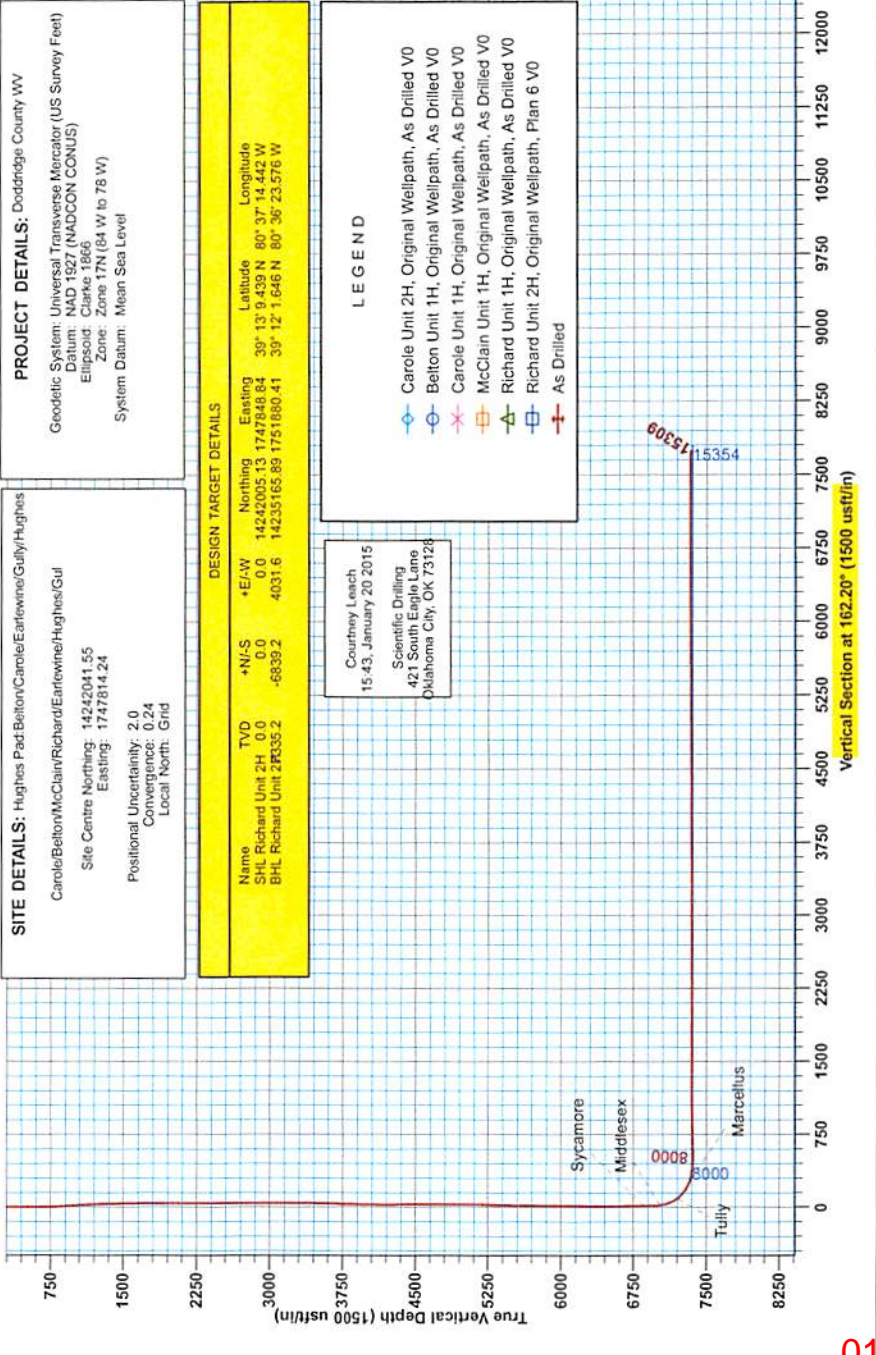 SITE DETAILS: Hughes Pad:Belton/Carole/Earlewine/Gully/Hughes
Carole/Belton/McClain/Richard/Earlewine/Hughes/Gul
Site Centre Northing: 14242041.55
Easting: 1747814.24
Positional Uncertainity: 2.0
Convergence: 0.24
Local North: Grid
PROJECT DETAILS: Doddridge County WV
Geodetic System: Universal Transverse Mercator (US Survey Feet)
Datum: NAD 1927 (NADCON CONUS)
Ellipsoid: Clarke 1866
Zone: Zone 17N (84 W to 78 W)
System Datum: Mean Sea Level
DESIGN TARGET DETAILS
Name TVD +N/-S +E/-W Northing Easting Latitude Longitude
SHL Richard Unit 2H 0.0 0.0 0.0 14242005.13 1747848.84 39° 13' 9.439 N 80° 37' 14.442 W
BHL Richard Unit -6839.2 4031.6 14235165.89 1751880.41 39° 12' 1.646 N 80° 36' 23.576 W
Courtney Leach
15:43, January 20 2015
Scientific Drilling
421 South Eagle Lane
Oklahoma City, OK 73128
LEGEND
Carole Unit 2H, Original Wellpath, As Drilled V0
Belton Unit 1H, Original Wellpath, As Drilled V0
Carole Unit 1H, Original Wellpath, As Drilled V0
McClain Unit 1H, Original Wellpath, As Drilled V0
Richard Unit 1H, Original Wellpath, As Drilled V0
Richard Unit 2H, Original Wellpath, Plan 6 V0
As Drilled
True Vertical Depth (1500 usft/in)
750
1500
2250
3000
3750
4500
5250
6000
6750
7500
8250
Sycamore
Middlesex
Tully
Marcellus
8000
8000
15309
15354
0 750 1500 2250 3000 3750 4500 5250 6000 6750 7500 8250 9000 9750 10500 11250 12000
Vertical Section at 162.20° (1500 usft/in)
01